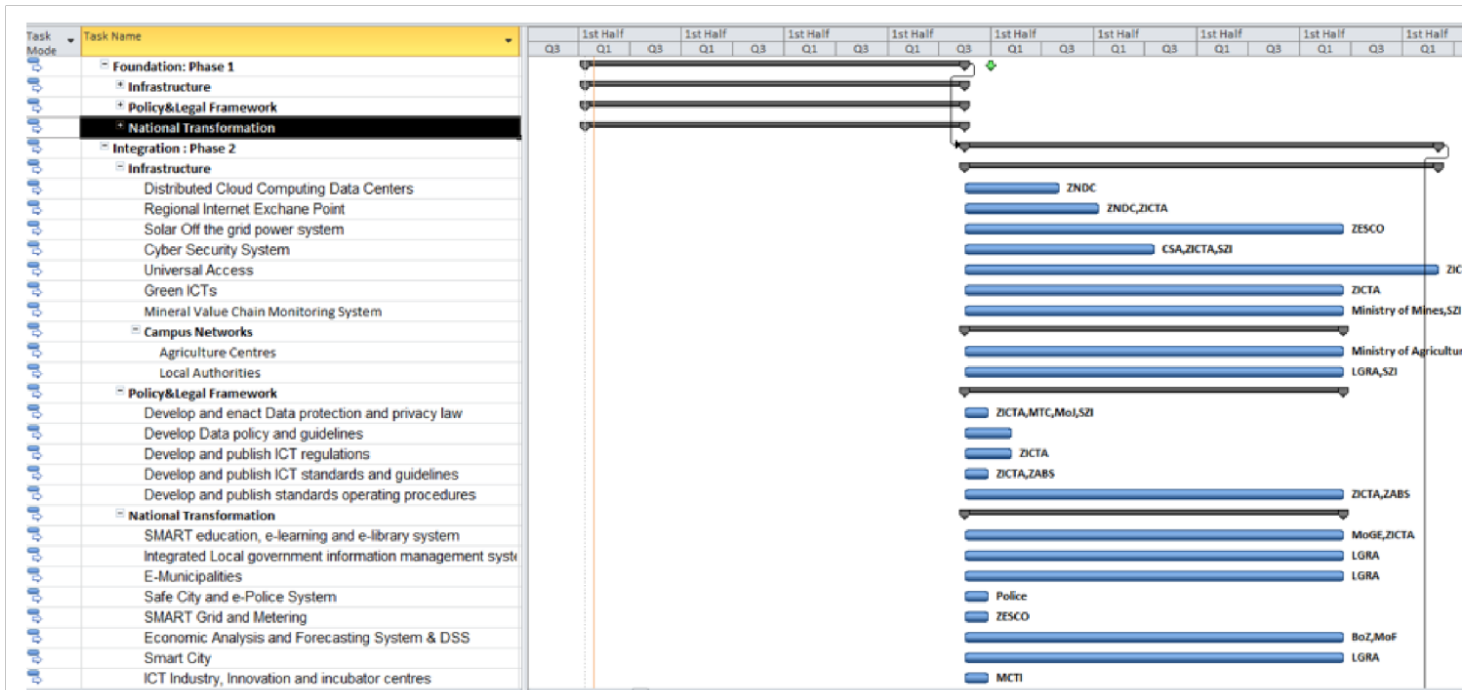 Task Mode Task Name 1st Half 1st Half 1st Half 1st Half 1st Half 1st Half 1st Half 1st Half 1st Half
Q3 Q1 Q3 Q1 Q3 Q1 Q3 Q1 Q3 Q1 Q3 Q1 Q3 Q1 Q3 Q1 Q3 Q1
Foundation: Phase 1
Infrastructure
Policy&Legal Framework
National Transformation
Integration : Phase 2
Infrastructure
Distributed Cloud Computing Data Centers ZNDC
Regional Internet Exchane Point ZNDC,ZICTA
Solar Off the grid power system ZESCO
Cyber Security System CSA,ZICTA,SZI
Universal Access ZIC
Green ICTs ZICTA
Mineral Value Chain Monitoring System Ministry of Mines,SZI
Campus Networks
Agriculture Centres Ministry of Agricultur
Local Authorities LGRA,SZI
Policy&Legal Framework
Develop and enact Data protection and privacy law ZICTA,MTC,MoJ,SZI
Develop Data policy and guidelines
Develop and publish ICT regulations ZICTA
Develop and publish ICT standards and guidelines ZICTA,ZABS
Develop and publish standards operating procedures ZICTA,ZABS
National Transformation
SMART education, e-learning and e-library system MoGE,ZICTA
Integrated Local government information management syste LGRA
E-Municipalities LGRA
Safe City and e-Police System Police
SMART Grid and Metering ZESCO
Economic Analysis and Forecasting System & DSS BoZ,MoF
Smart City LGRA
ICT Industry, Innovation and incubator centres MCTI